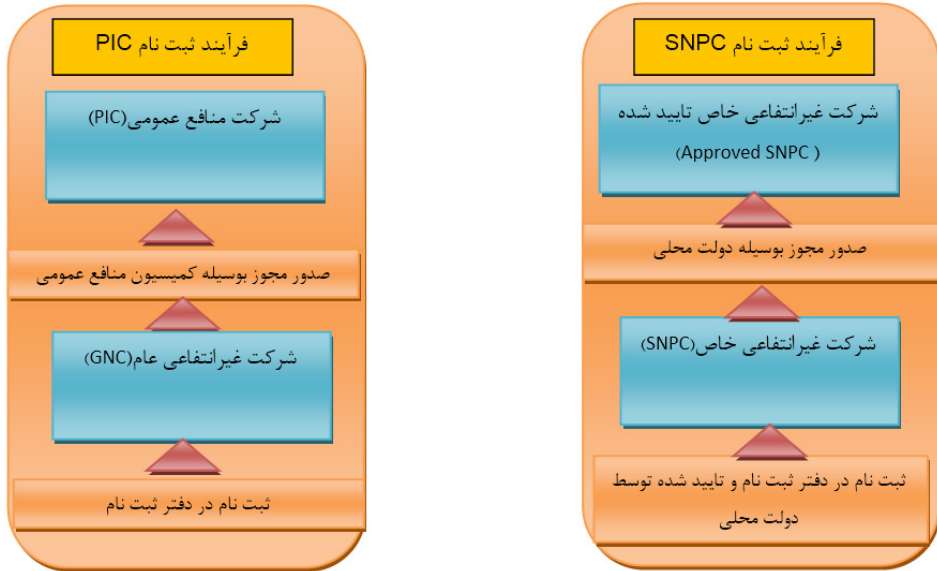 فرآیند ثبت نام SNPC
شرکت غیرانتفاعی خاص تایید شده
(Approved SNPC )
صدور مجوز بوسیله دولت محلی
شرکت غیرانتفاعی خاص(SNPC)
ثبت نام در دفتر ثبت نام و تایید شده توسط
دولت محلی
فرآیند ثبت نام PIC
شرکت منافع عمومی(PIC)
صدور مجوز بوسیله کمیسیون منافع عمومی
شرکت غیرانتفاعی عام(GNC)
ثبت نام در دفتر ثبت نام